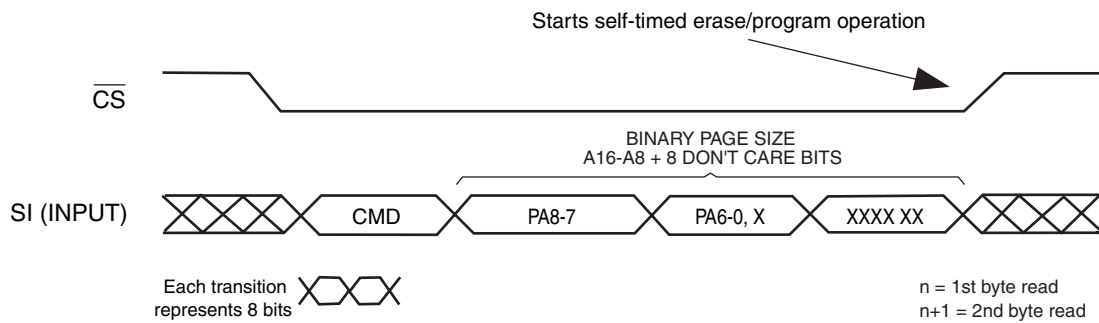 Starts self-timed erase/program operation
CS
BINARY PAGE SIZE
A16-A8 + 8 DON'T CARE BITS
SI (INPUT)
CMD
PA8-7
PA6-0, X
XXXX XX
Each transition
represents 8 bits
n = 1st byte read
n+1 = 2nd byte read